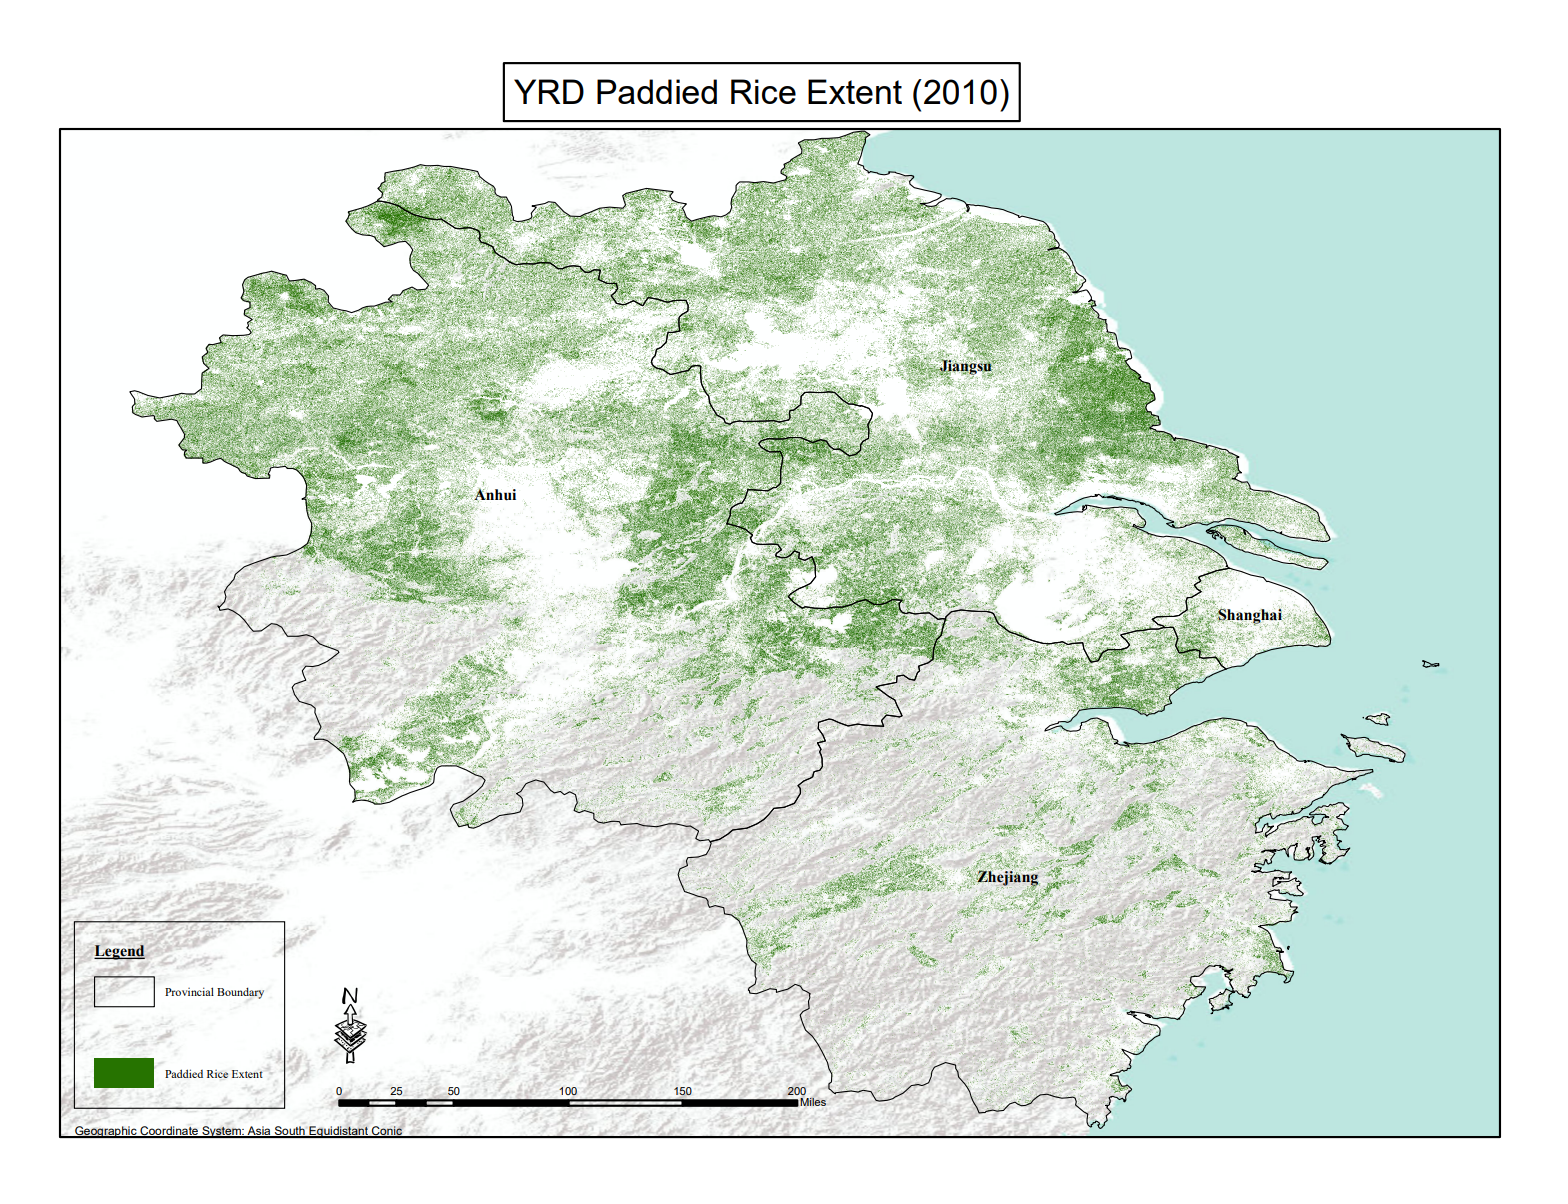 YRD Paddied Rice Extent (2010)
Jiangsu
Anhui
Shanghai
Zhejiang
Legend
Provincial Boundary
Paddied Rice Extent
N
0 25 50 100 150 200
Miles
Geographic Coordinate System: Asia South Equidistant Conic